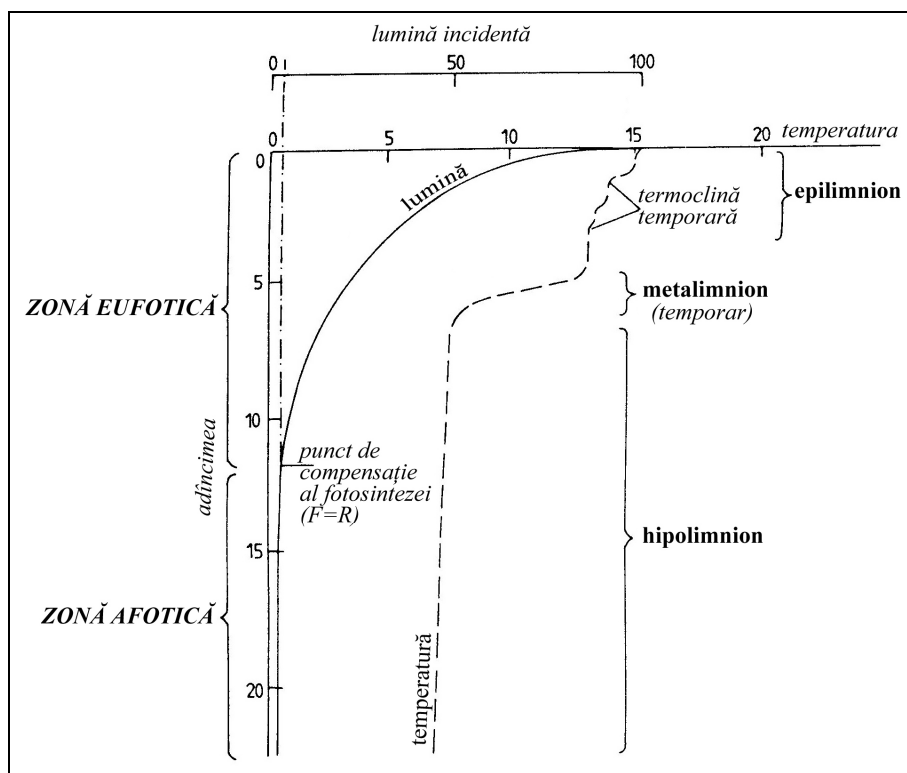 lumină incidentă
0 50 100
0 5 10 15 20 temperatura
0
lumină
termoclină
temporară
epilimnion
5
ZONĂ EUFOTICĂ
metalimnion
(temporar)
10
adîncimea
punct de
compensație
al fotosintezei
(F=R)
15
hipolimnion
ZONĂ AFOTICĂ
temperatură
20